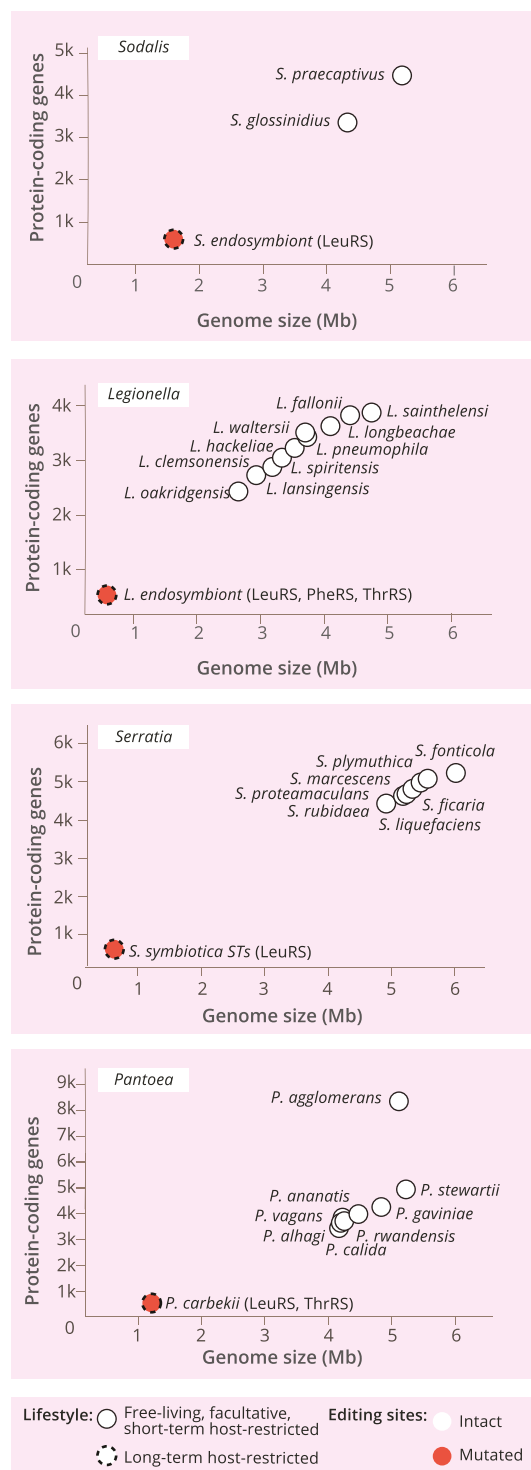 Sodalis
Protein-coding genes
5k
4k
3k
2k
1k
0
S. praecaptivus
S. glossinidius
S. endosymbiont (LeuRS)
1 2 3 4 5 6
Genome size (Mb)
Legionella
Protein-coding genes
4k
3k
2k
1k
0
L. fallonii
L. sainthelensi
L. waltersii
L. longbeachae
L. hackeliae
L. pneumophila
L. clemsonensis
L. spiritensis
L. oakridgensis
L. lansingensis
L. endosymbiont (LeuRS, PheRS, ThrRS)
1 2 3 4 5 6
Genome size (Mb)
Serratia
Protein-coding genes
6k
5k
4k
3k
2k
1k
0
S. fonticola
S. plymuthica
S. marcescens
S. proteamaculans
S. ficaria
S. rubidaea
S. liquefaciens
S. symbiotica STs (LeuRS)
1 2 3 4 5 6
Genome size (Mb)
Pantoea
Protein-coding genes
9k
8k
7k
6k
5k
4k
3k
2k
1k
0
P. agglomerans
P. stewartii
P. ananatis
P. gaviniae
P. vagans
P. alhagi
P. rwandensis
P. calida
P. carbekii (LeuRS, ThrRS)
1 2 3 4 5 6
Genome size (Mb)
Lifestyle:
Free-living, facultative,
short-term host-restricted
Long-term host-restricted
Editing sites:
Intact
Mutated